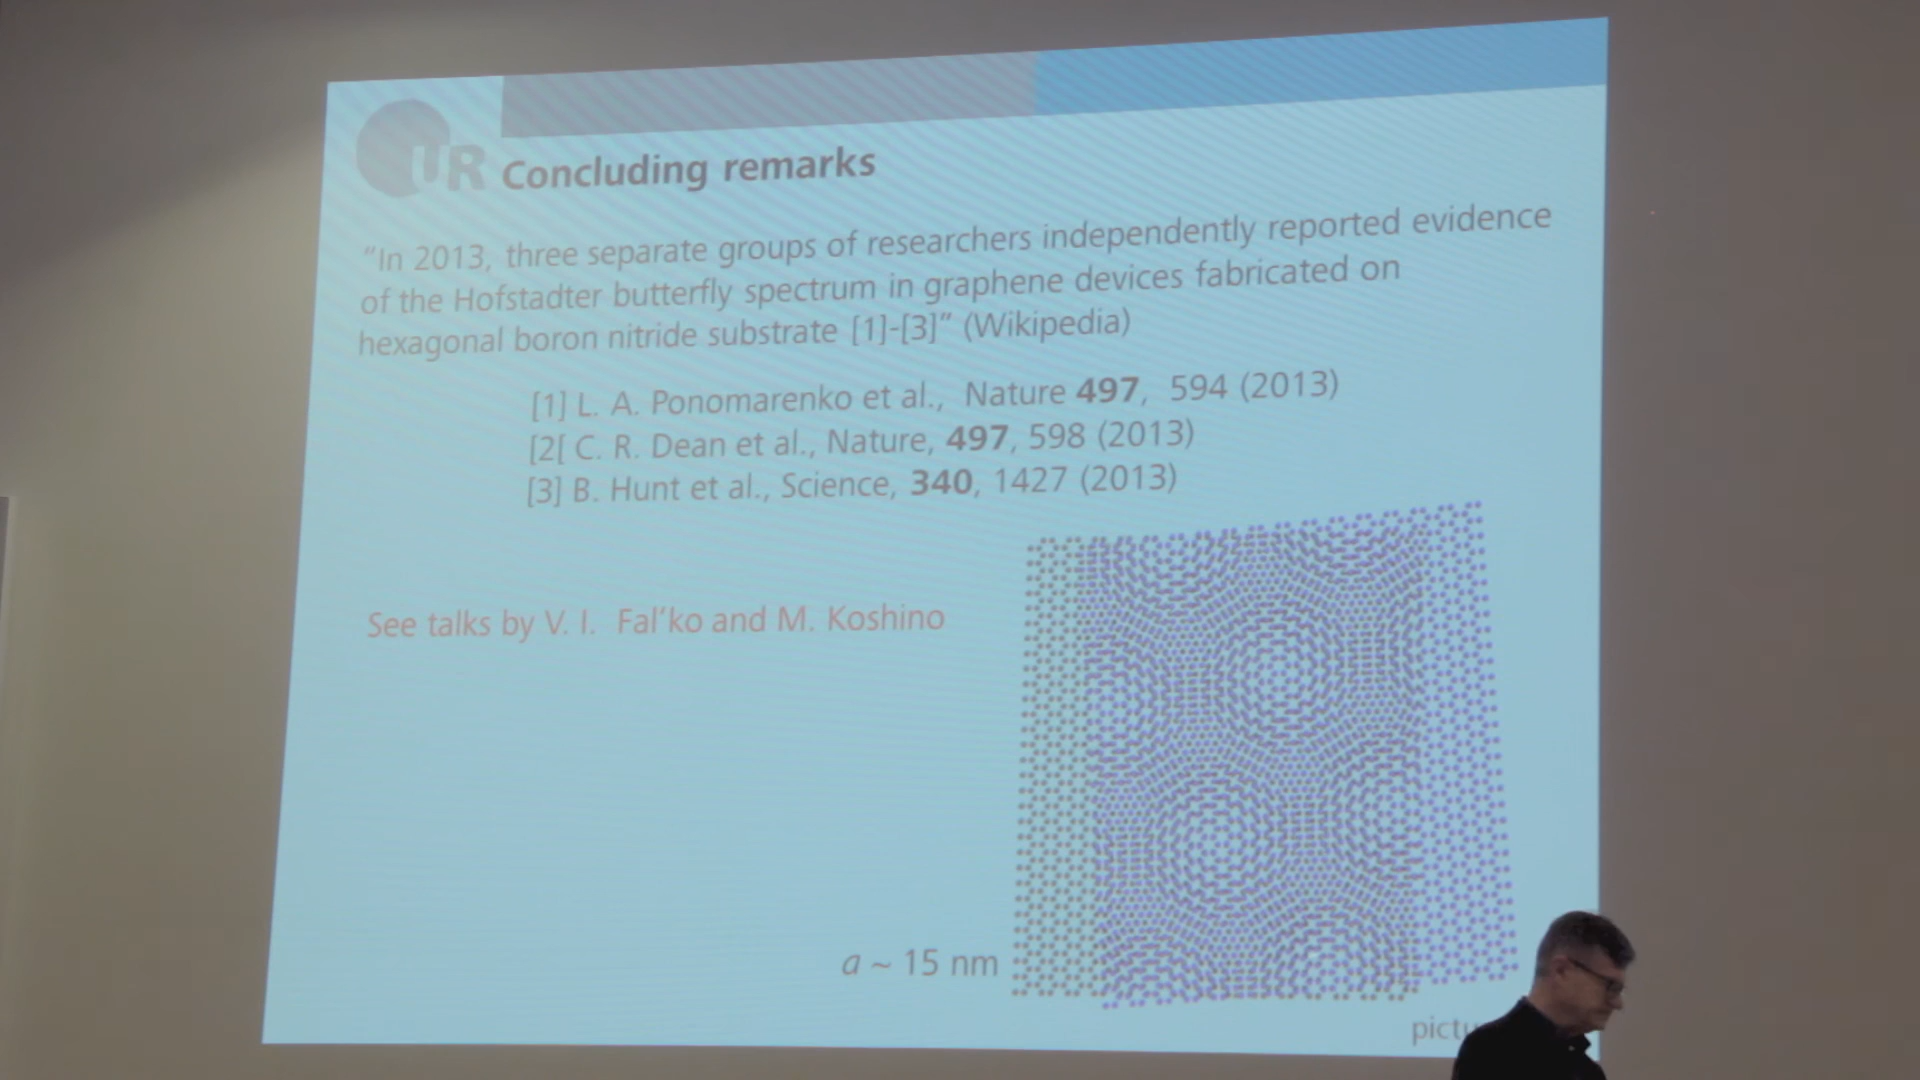 UR
Concluding remarks
"In 2013, three separate groups of researchers independently reported evidence
of the Hofstadter butterfly spectrum in graphene devices fabricated on
hexagonal boron nitride substrate [1]-[3]" (Wikipedia)
[1] L. A. Ponomarenko et al., Nature 497, 594 (2013)
[2[ C. R. Dean et al., Nature, 497, 598 (2013)
[3] B. Hunt et al., Science, 340, 1427 (2013)
See talks by V. I. Fal'ko and M. Koshino
a ~ 15 nm